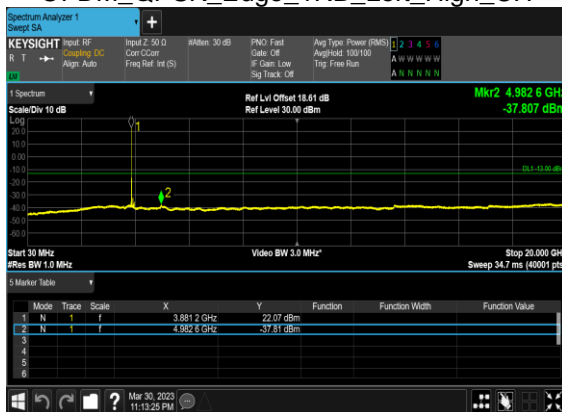 Spectrum Analyzer 1
Swept SA
+
KEYSIGHT Input: RF Input Z: 50 Ω #Atten: 30 dB PNO: Fast Avg Type: Power (RMS) 1 2 3 4 5 6
R T Coupling: DC Corr CCorr Gate: Off Avg|Hold: 100/100 A W W W W W
Align: Auto Freq Ref: Int (S) IF Gain: Low Trig: Free Run
Sig Track: Off A N N N N N
LXI
1 Spectrum Ref Lvl Offset 18.61 dB Mkr2 4.982 6 GHz
Scale/Div 10 dB Ref Level 30.00 dBm -37.807 dBm
Log
20.0
10.0
0.00
-10.0
-20.0
-30.0
-40.0
-50.0
-60.0
1
2
DL1 -13.00 dBm
Start 30 MHz Video BW 3.0 MHz* Stop 20.000 GH
#Res BW 1.0 MHz Sweep 34.7 ms (40001 pts
5 Marker Table
Mode Trace Scale X Y Function Function Width Function Value
1 N 1 f 3.881 2 GHz 22.07 dBm
2 N 1 f 4.982 6 GHz -37.81 dBm
3
4
5
6
? Mar 30, 2023
11:13:25 PM